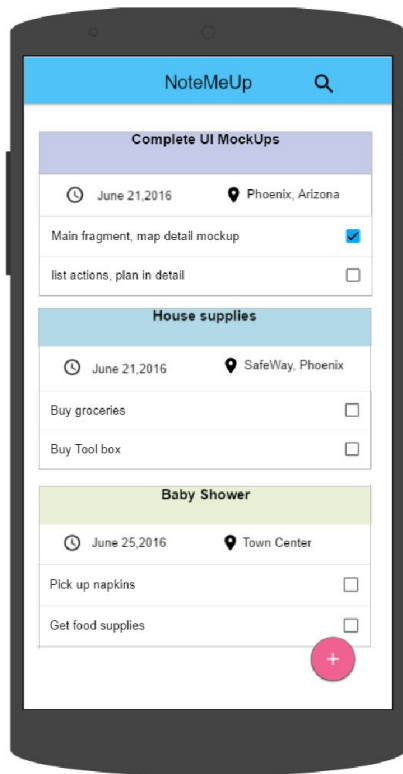 NoteMeUp
Complete UI MockUps
June 21,2016 Phoenix, Arizona
Main fragment, map detail mockup
list actions, plan in detail
House supplies
June 21,2016 SafeWay, Phoenix
Buy groceries
Buy Tool box
Baby Shower
June 25,2016 Town Center
Pick up napkins
Get food supplies
+